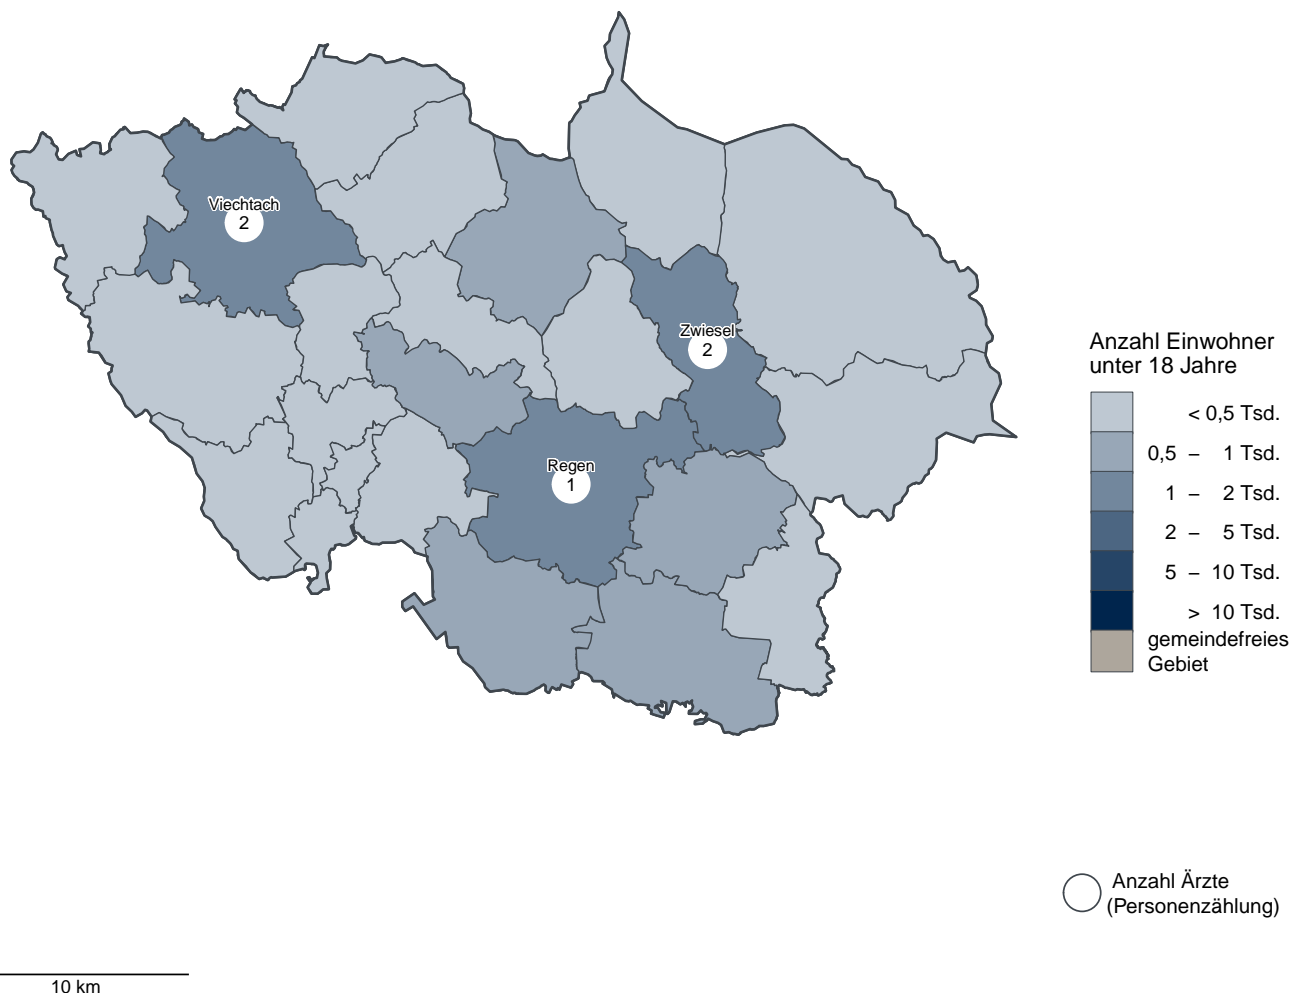 Viechtach
2
Zwiesel
2
Regen
1
Anzahl Einwohner
unter 18 Jahre
< 0,5 Tsd.
0,5 – 1 Tsd.
1 – 2 Tsd.
2 – 5 Tsd.
5 – 10 Tsd.
> 10 Tsd.
gemeindefreies
Gebiet
Anzahl Ärzte
(Personenzählung)
10 km